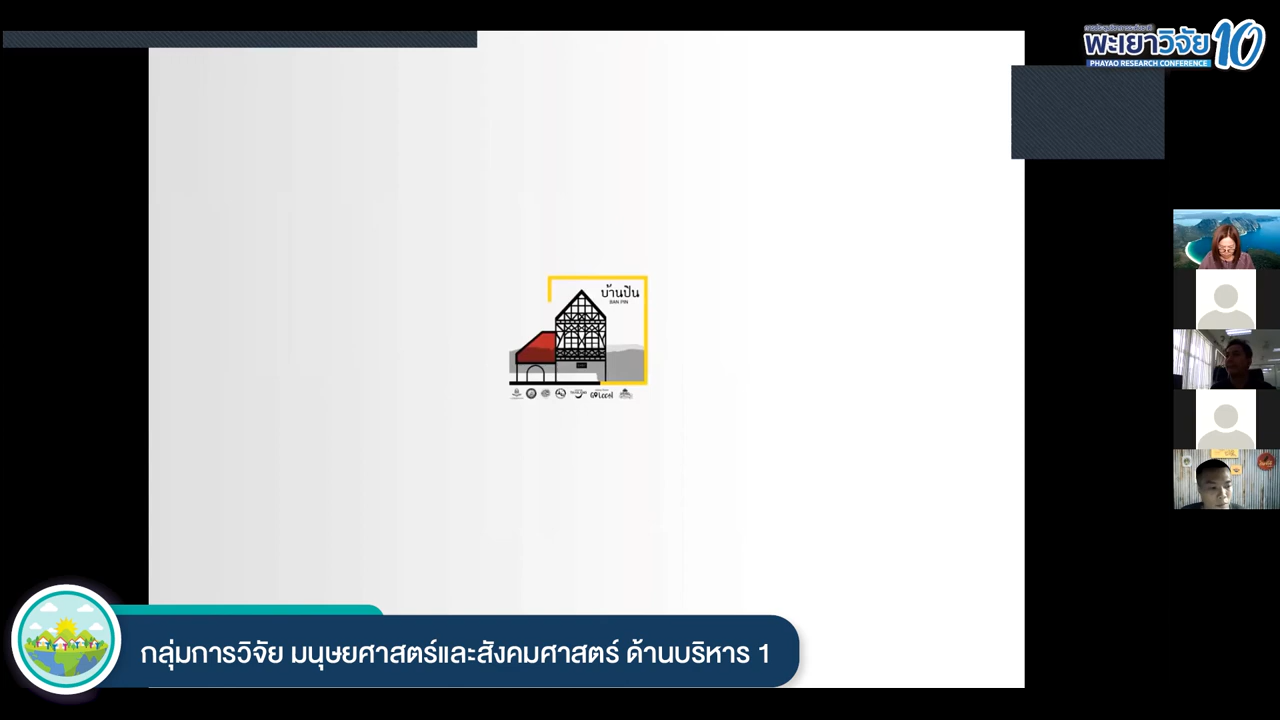 พะเยาวิจัย 10
PHAYAO RESEARCH CONFERENCE
บ้านปิน
BAN PIN
กลุ่มการวิจัย มนุษยศาสตร์และสังคมศาสตร์ ด้านบริหาร 1